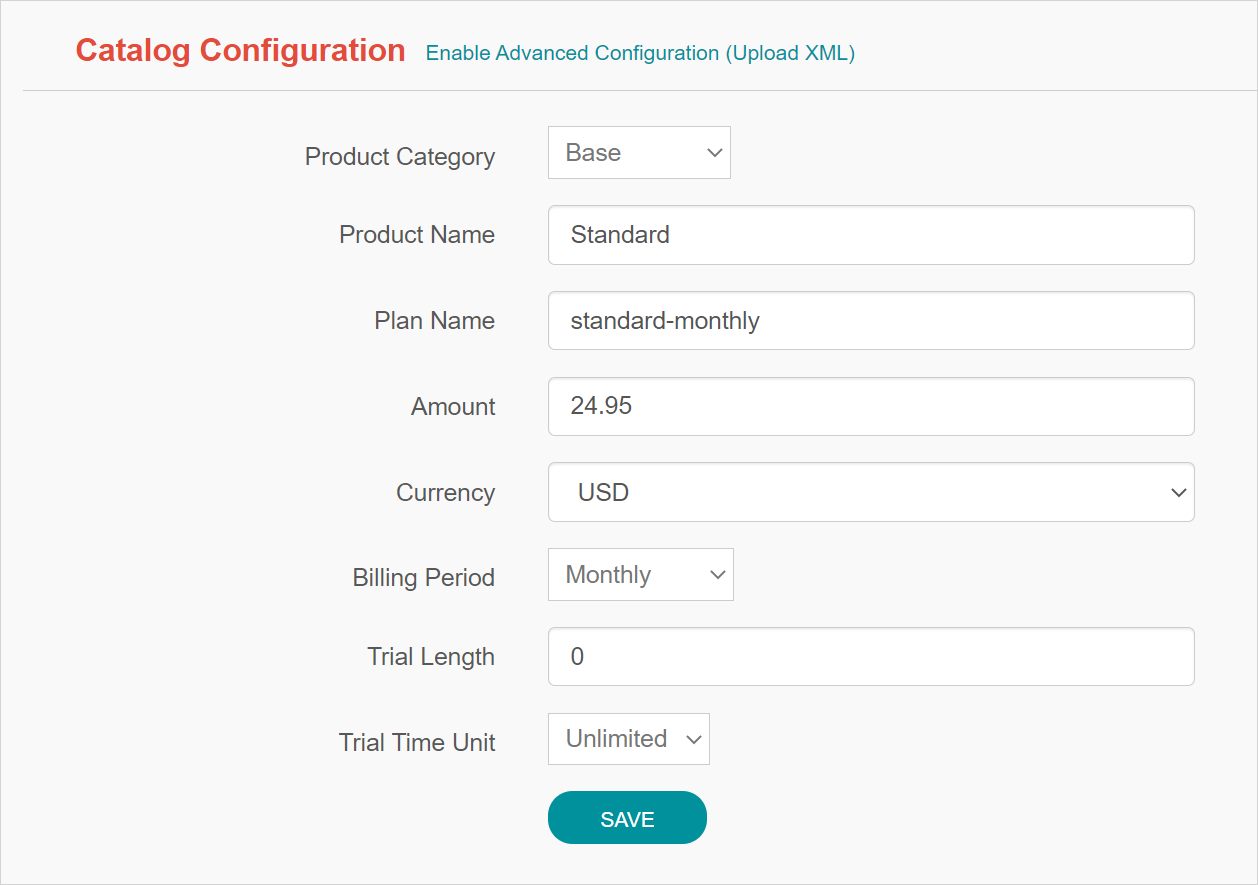 Catalog Configuration Enable Advanced Configuration (Upload XML)
Product Category Base
Product Name Standard
Plan Name standard-monthly
Amount 24.95
Currency USD
Billing Period Monthly
Trial Length 0
Trial Time Unit Unlimited
SAVE